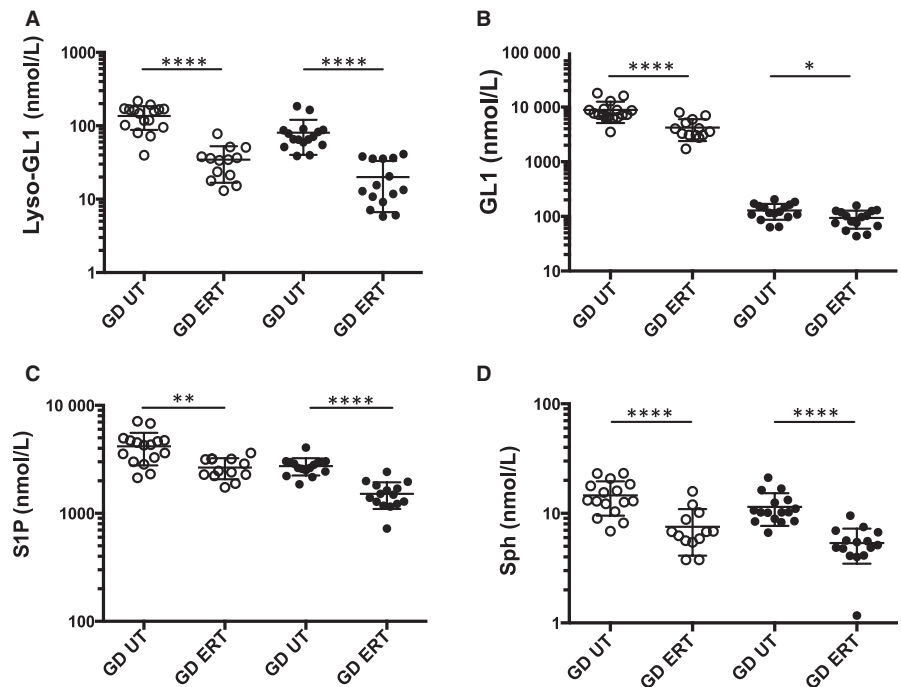 A
Lyso-GL1 (nmol/L)
1000
100
10
1
****
****
GD UT
GD ERT
GD UT
GD ERT
B
GL1 (nmol/L)
100 000
10 000
1000
100
10
****
*
GD UT
GD ERT
GD UT
GD ERT
C
S1P (nmol/L)
10 000
1000
100
**
****
GD UT
GD ERT
GD UT
GD ERT
D
Sph (nmol/L)
100
10
1
****
****
GD UT
GD ERT
GD UT
GD ERT